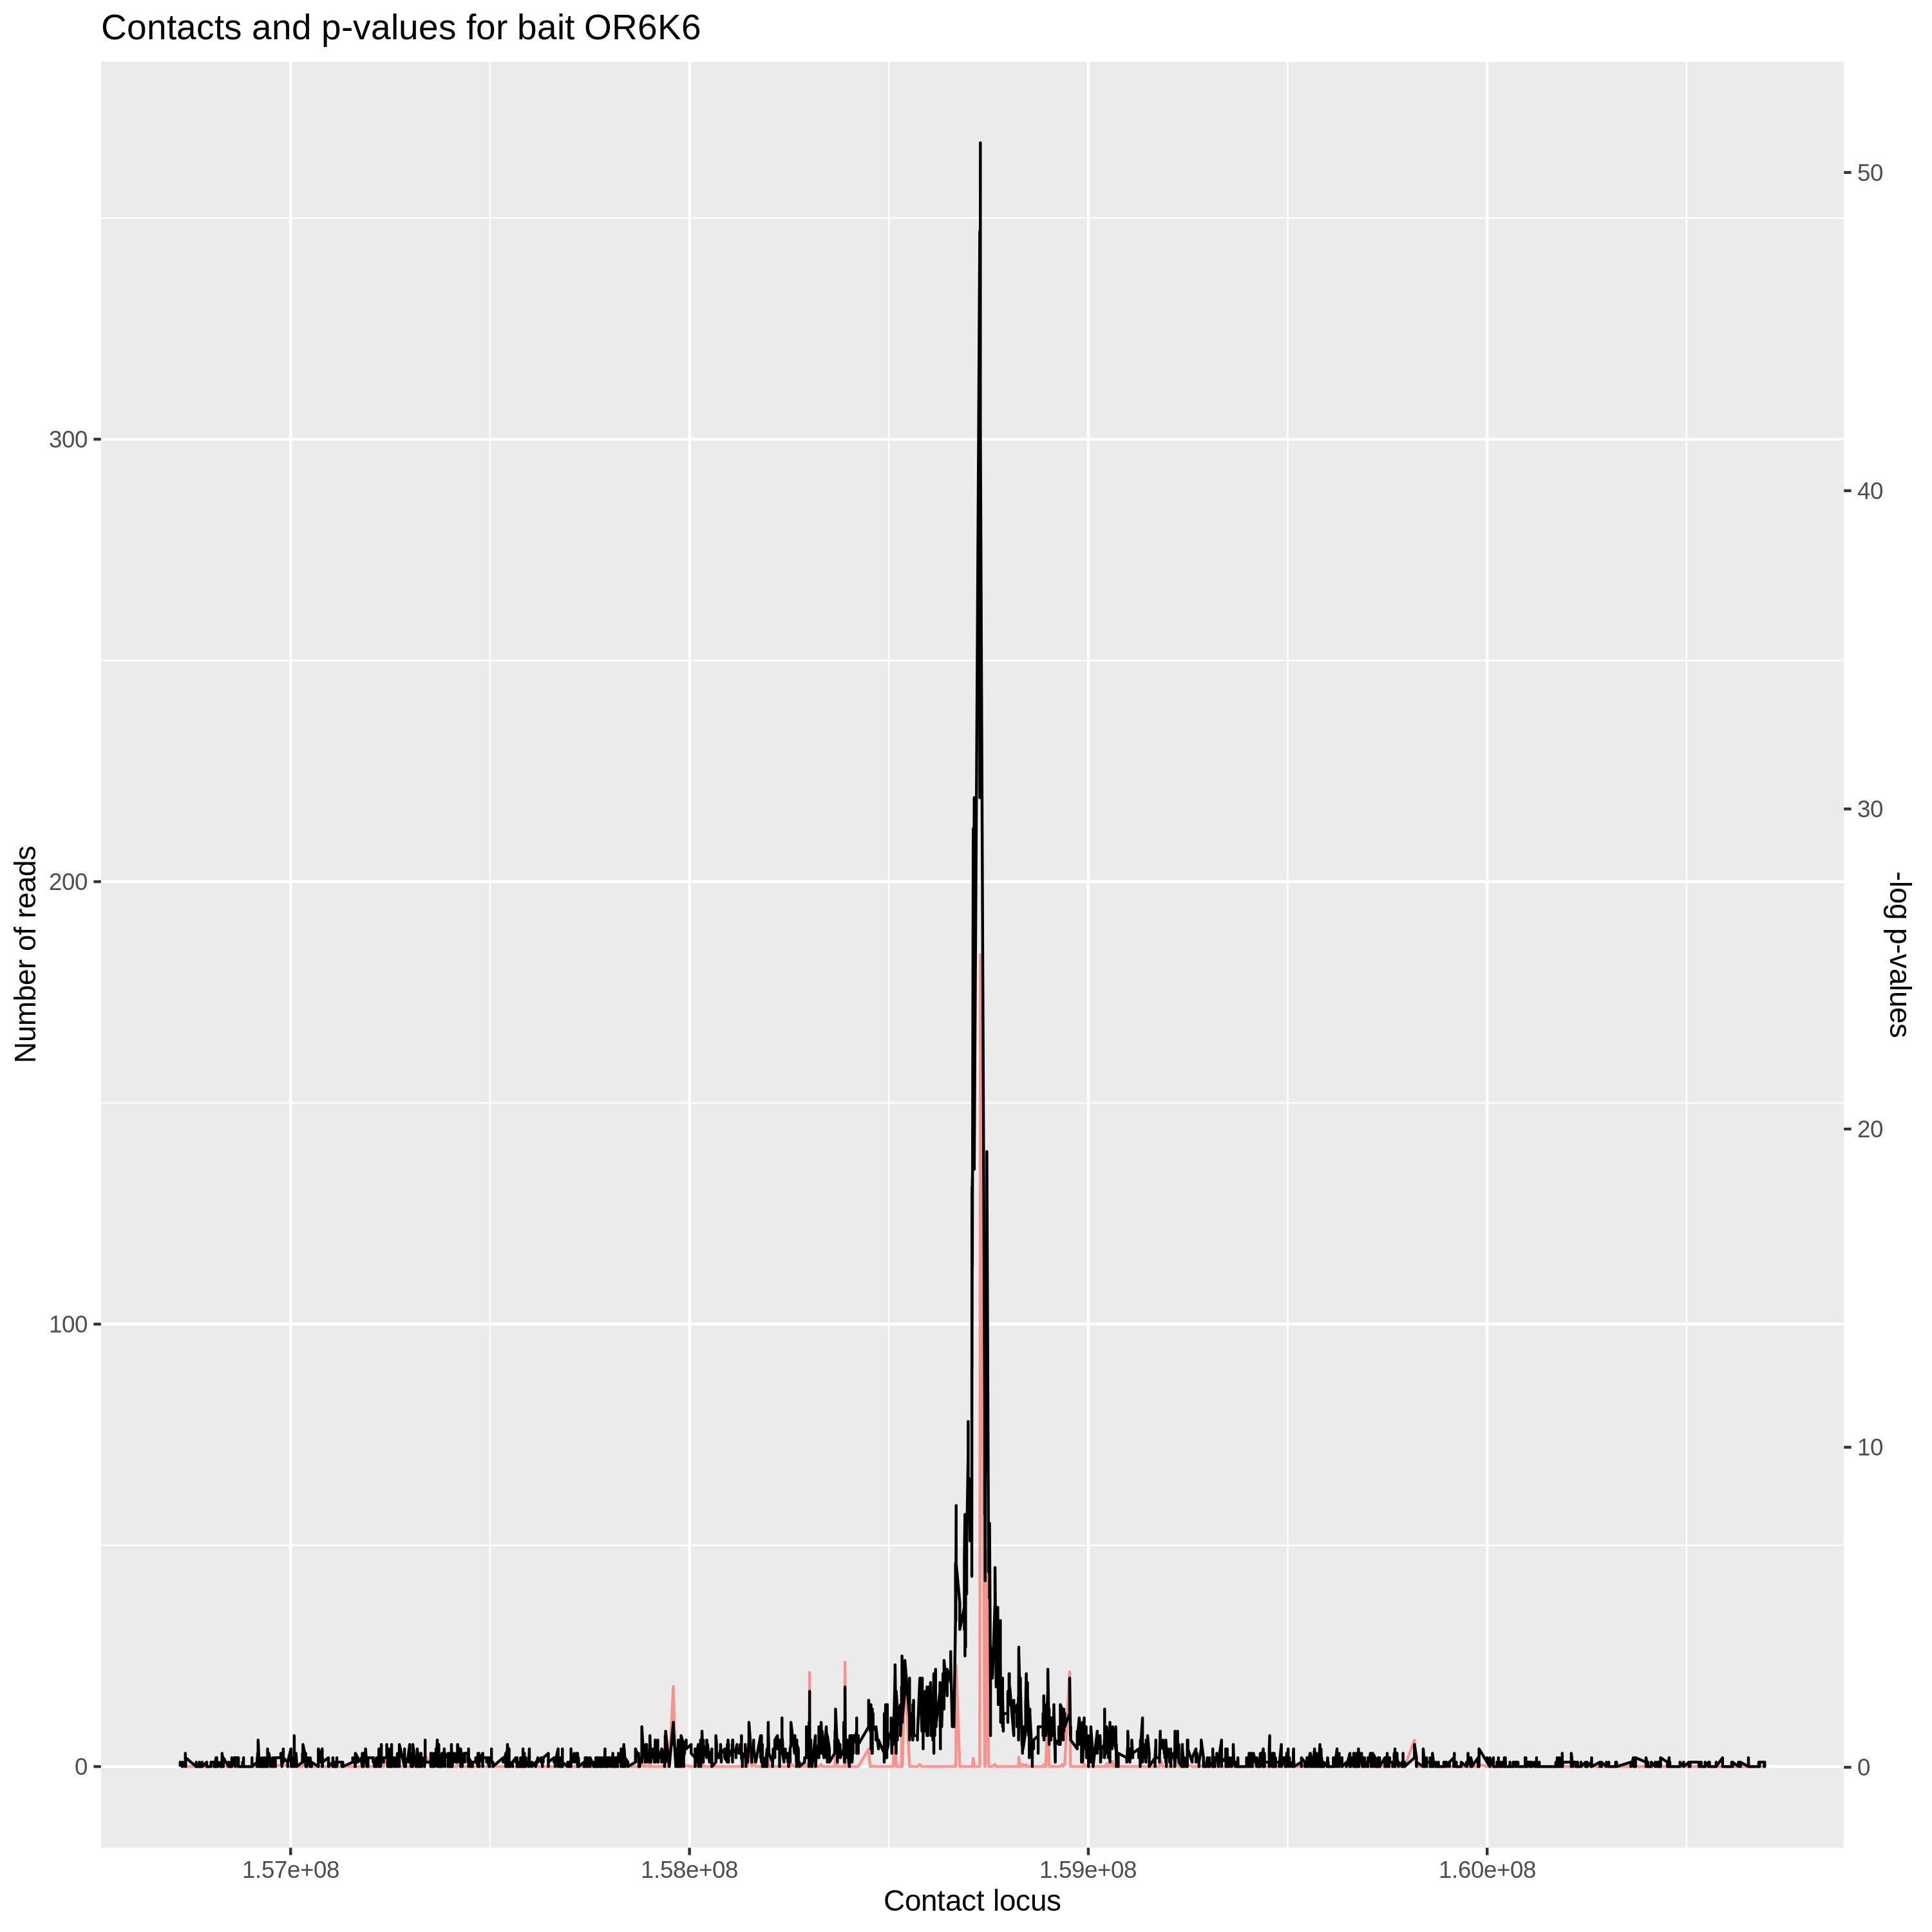 Contacts and p-values for bait OR6K6
Number of reads
300
200
100
0
50
40
30
20
10
0
-log p-values
1.57e+08
1.58e+08
1.59e+08
1.60e+08
Contact locus